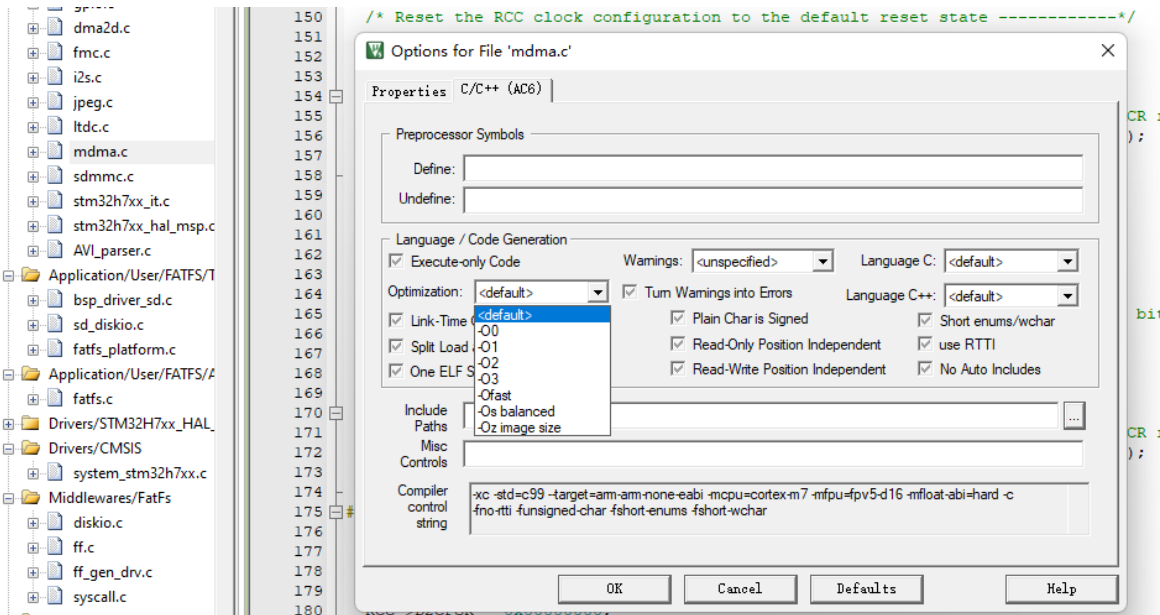 dma2d.c
fmc.c
i2s.c
jpeg.c
ltdc.c
mdma.c
sdmmc.c
stm32h7xx_it.c
stm32h7xx_hal_msp.c
AVI_parser.c
Application/User/FATFS/T
bsp_driver_sd.c
sd_diskio.c
fatfs_platform.c
Application/User/FATFS/A
fatfs.c
Drivers/STM32H7xx_HAL_
Drivers/CMSIS
system_stm32h7xx.c
Middlewares/FatFs
diskio.c
ff.c
ff_gen_drv.c
syscall.c
150 /* Reset the RCC clock configuration to the default reset state ------------*/
151
152
153
154
155 CR
156 );
157
158
159
160
161
162
163
164
165 bit
166
167
168
169
170
171 CR
172 );
173
174
175 #
176
177
178
179
180
Options for File 'mdma.c'
Properties C/C++ (AC6)
Preprocessor Symbols
Define:
Undefine:
Language / Code Generation
Execute-only Code Warnings: <unspecified> Language C: <default>
Optimization: <default> Turn Warnings into Errors Language C++: <default>
<default>
-O0
-O1
-O2
-O3
-Ofast
-Os balanced
-Oz image size
Link-Time Plain Char is Signed Short enums/wchar
Split Load Read-Only Position Independent use RTTI
One ELF S Read-Write Position Independent No Auto Includes
Include
Paths
...
Misc
Controls
Compiler
control
string
-xc -std=c99 --target=arm-arm-none-eabi -mcpu=cortex-m7 -mfpu=fpv5-d16 -mfloat-abi=hard -c
-fno-rtti -funsigned-char -fshort-enums -fshort-wchar
OK Cancel Defaults Help